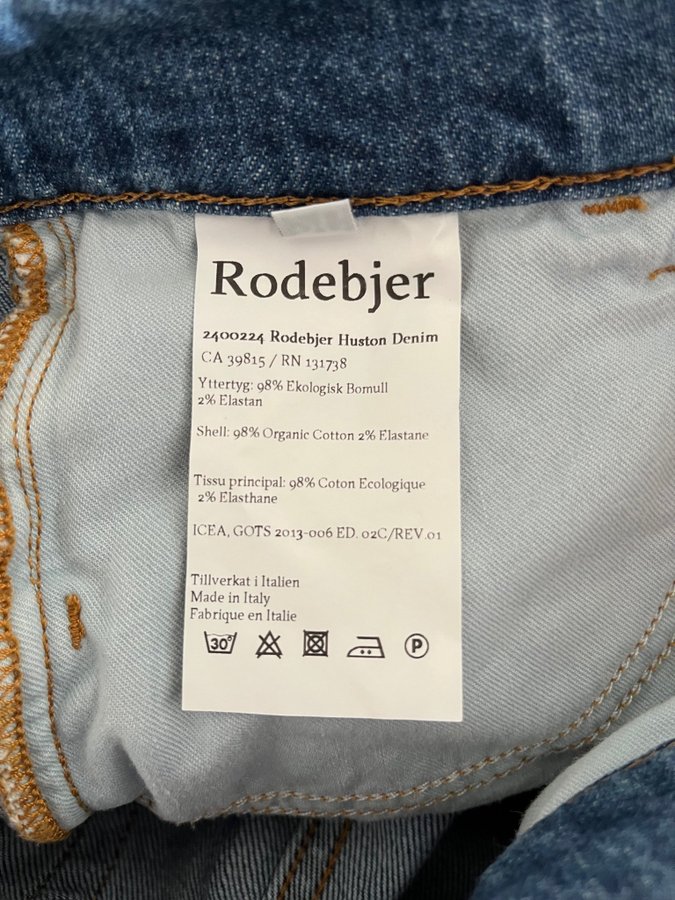 Rodebjer
2400224 Rodebjer Huston Denim
CA 39815 / RN 131738
Yttertyg: 98% Ekologisk Bomull
2% Elastan
Shell: 98% Organic Cotton 2% Elastane
Tissu principal: 98% Coton Ecologique
2% Elasthane
ICEA, GOTS 2013-006 ED. 02C/REV.01
Tillverkat i Italien
Made in Italy
Fabrique en Italie
30° P